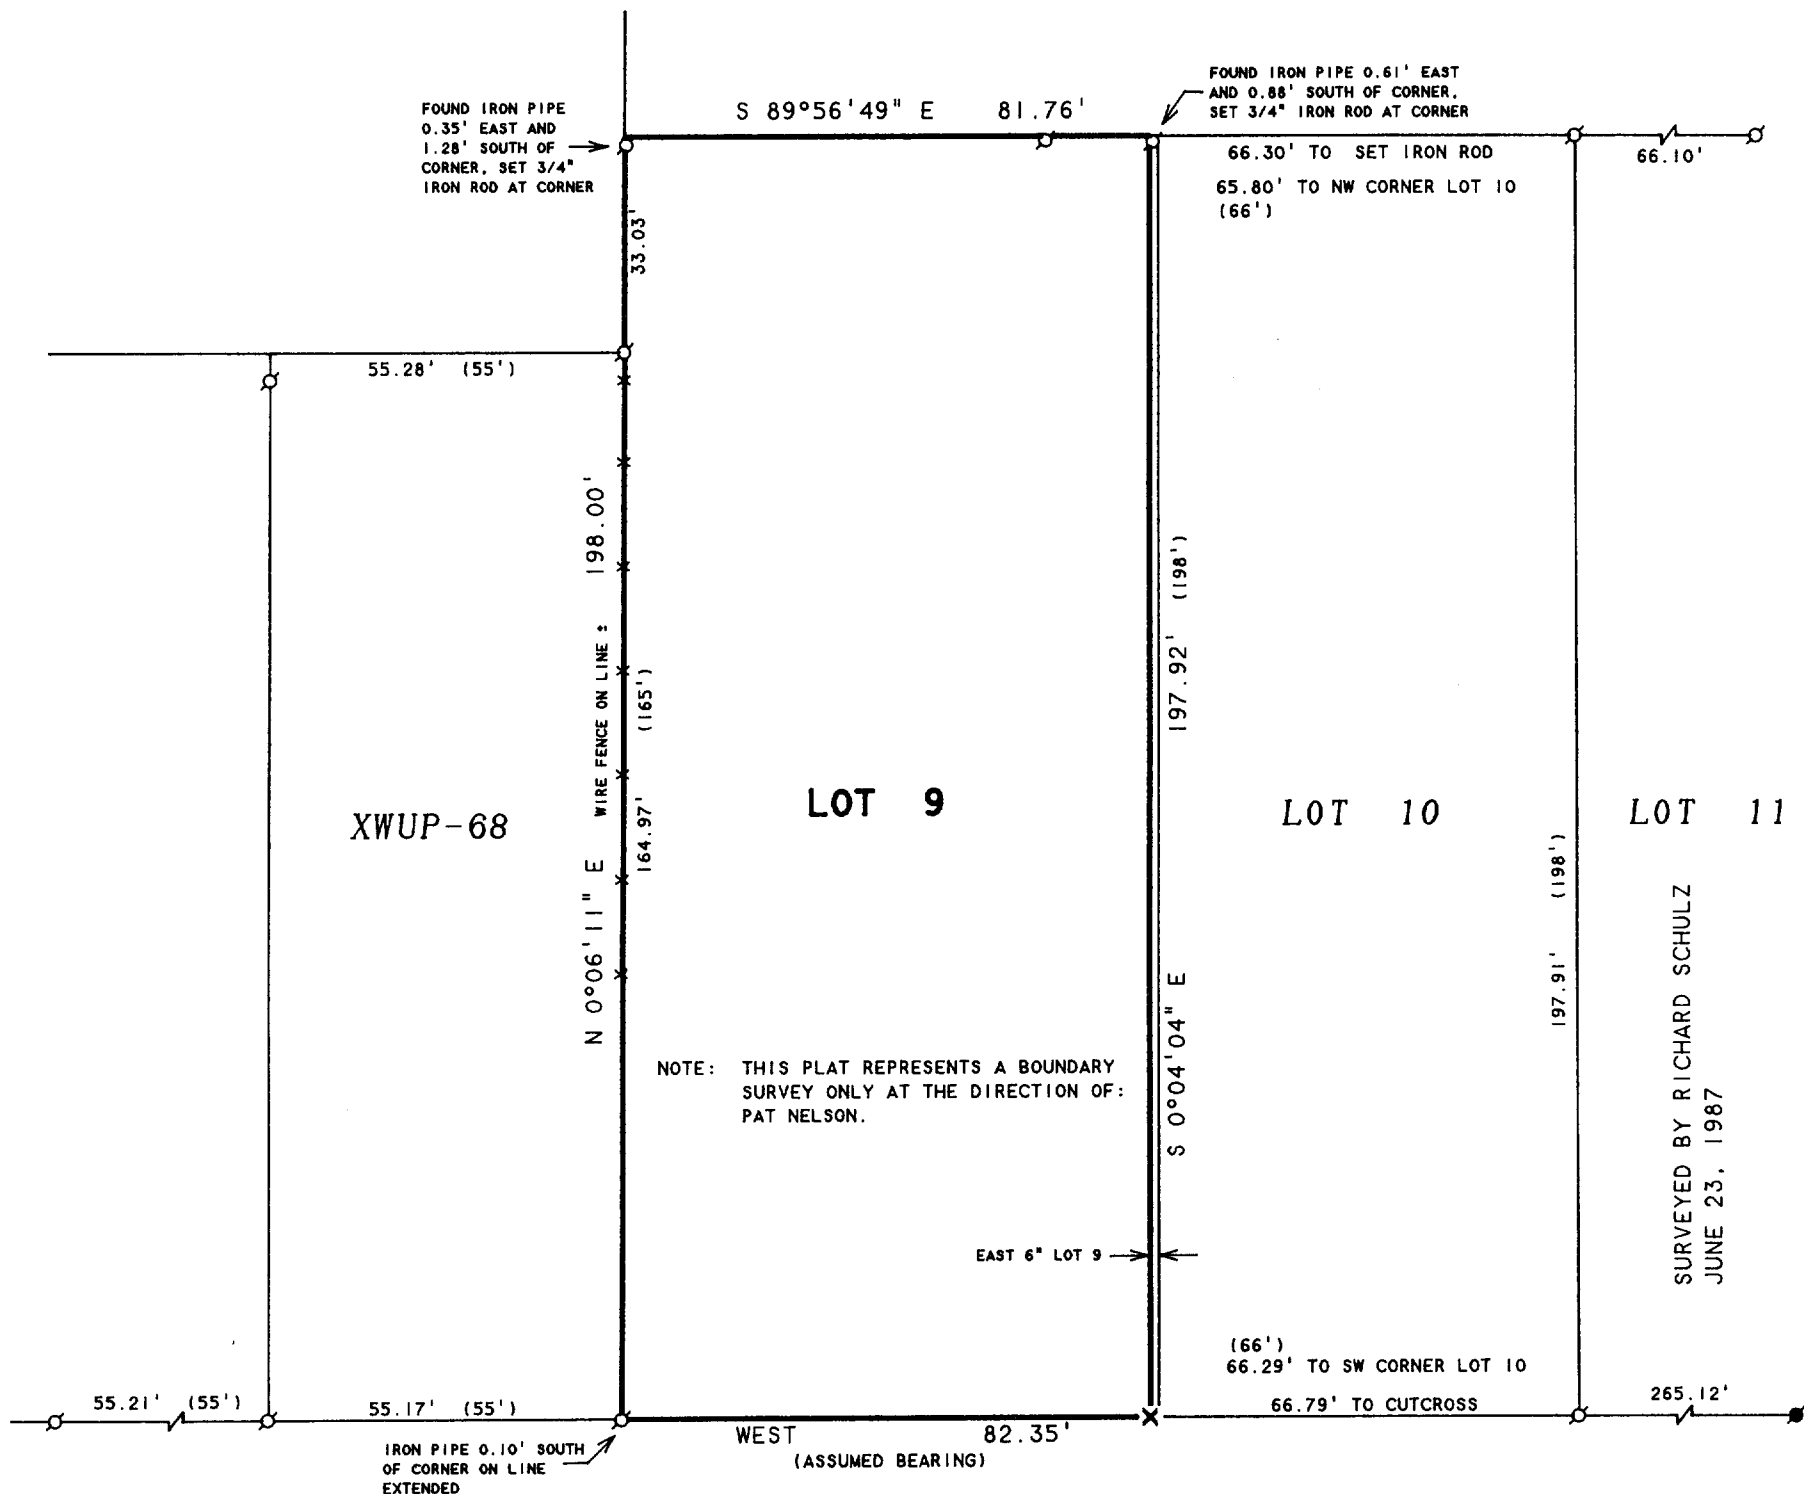 FOUND IRON PIPE 0.61' EAST
AND 0.88' SOUTH OF CORNER,
SET 3/4" IRON ROD AT CORNER
FOUND IRON PIPE
0.35' EAST AND
1.28' SOUTH OF
CORNER, SET 3/4"
IRON ROD AT CORNER
S 89°56'49" E 81.76'
66.30' TO SET IRON ROD
66.10'
65.80' TO NW CORNER LOT 10
(66')
33.03'
55.28' (55')
198.00'
WIRE FENCE ON LINE ±
N 0°06'11" E
164.97' (165')
197.92' (198')
S 0°04'04" E
XWUP-68
LOT 9
LOT 10
LOT 11
197.91' (198')
SURVEYED BY RICHARD SCHULZ
JUNE 23, 1987
NOTE: THIS PLAT REPRESENTS A BOUNDARY
SURVEY ONLY AT THE DIRECTION OF:
PAT NELSON.
EAST 6" LOT 9
(66')
66.29' TO SW CORNER LOT 10
55.21' (55')
55.17' (55')
66.79' TO CUTCROSS
265.12'
WEST 82.35'
(ASSUMED BEARING)
IRON PIPE 0.10' SOUTH
OF CORNER ON LINE
EXTENDED